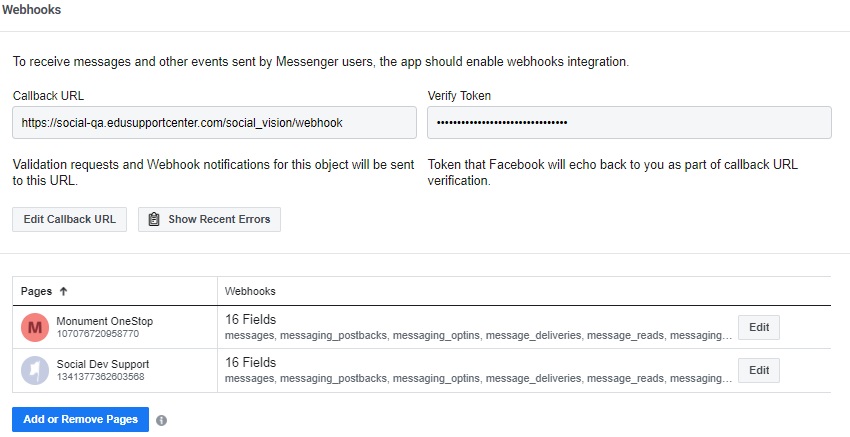 Webhooks
To receive messages and other events sent by Messenger users, the app should enable webhooks integration.
Callback URL
Verify Token
https://social-qa.edusupportcenter.com/social_vision/webhook
••••••••••••••••••••••••••••••••
Validation requests and Webhook notifications for this object will be sent
to this URL.
Token that Facebook will echo back to you as part of callback URL
verification.
Edit Callback URL
Show Recent Errors
Pages
Webhooks
M
Monument OneStop
107076720958770
16 Fields
messages, messaging_postbacks, messaging_optins, message_deliveries, message_reads, messaging…
Edit
Social Dev Support
1341377362603568
16 Fields
messages, messaging_postbacks, messaging_optins, message_deliveries, message_reads, messaging…
Edit
Add or Remove Pages